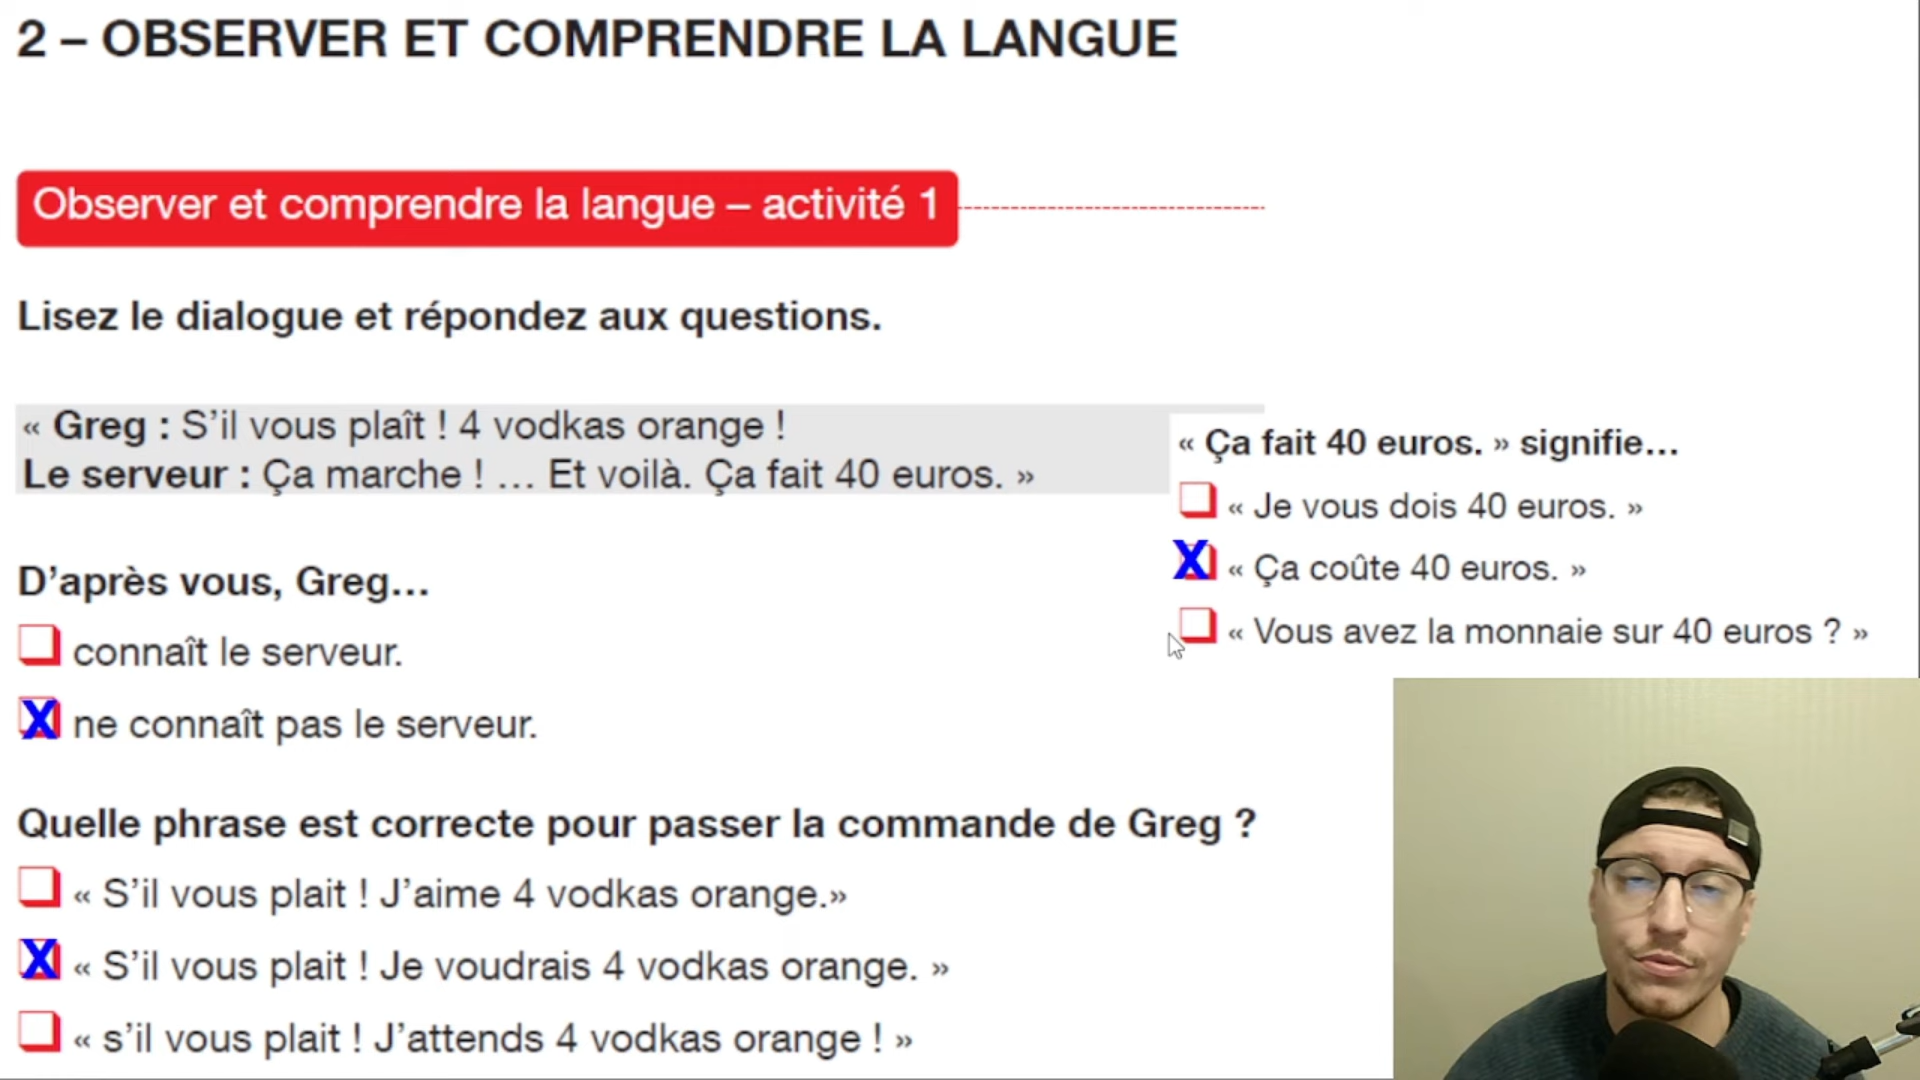 2 – OBSERVER ET COMPRENDRE LA LANGUE
Observer et comprendre la langue – activité 1
Lisez le dialogue et répondez aux questions.
« Greg : S’il vous plaît ! 4 vodkas orange !
Le serveur : Ça marche ! … Et voilà. Ça fait 40 euros. »
D’après vous, Greg…
connaît le serveur.
X ne connaît pas le serveur.
Quelle phrase est correcte pour passer la commande de Greg ?
« S’il vous plait ! J’aime 4 vodkas orange.»
X « S’il vous plait ! Je voudrais 4 vodkas orange. »
« s’il vous plait ! J’attends 4 vodkas orange ! »
« Ça fait 40 euros. » signifie…
« Je vous dois 40 euros. »
X « Ça coûte 40 euros. »
« Vous avez la monnaie sur 40 euros ? »